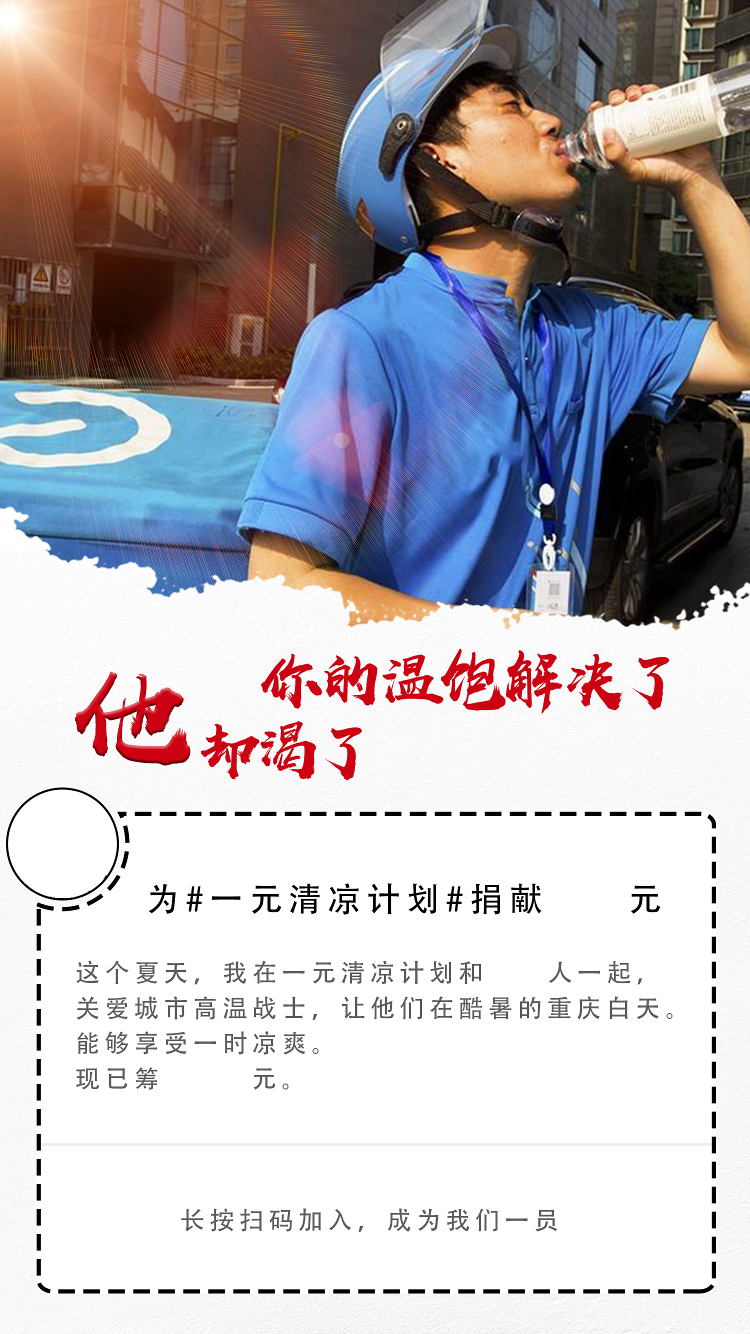 你的温饱解决了
他却渴了
为#一元清凉计划#捐献 元
这个夏天，我在一元清凉计划和 人一起，
关爱城市高温战士，让他们在酷暑的重庆白天。
能够享受一时凉爽。
现已筹 元。
长按扫码加入，成为我们一员